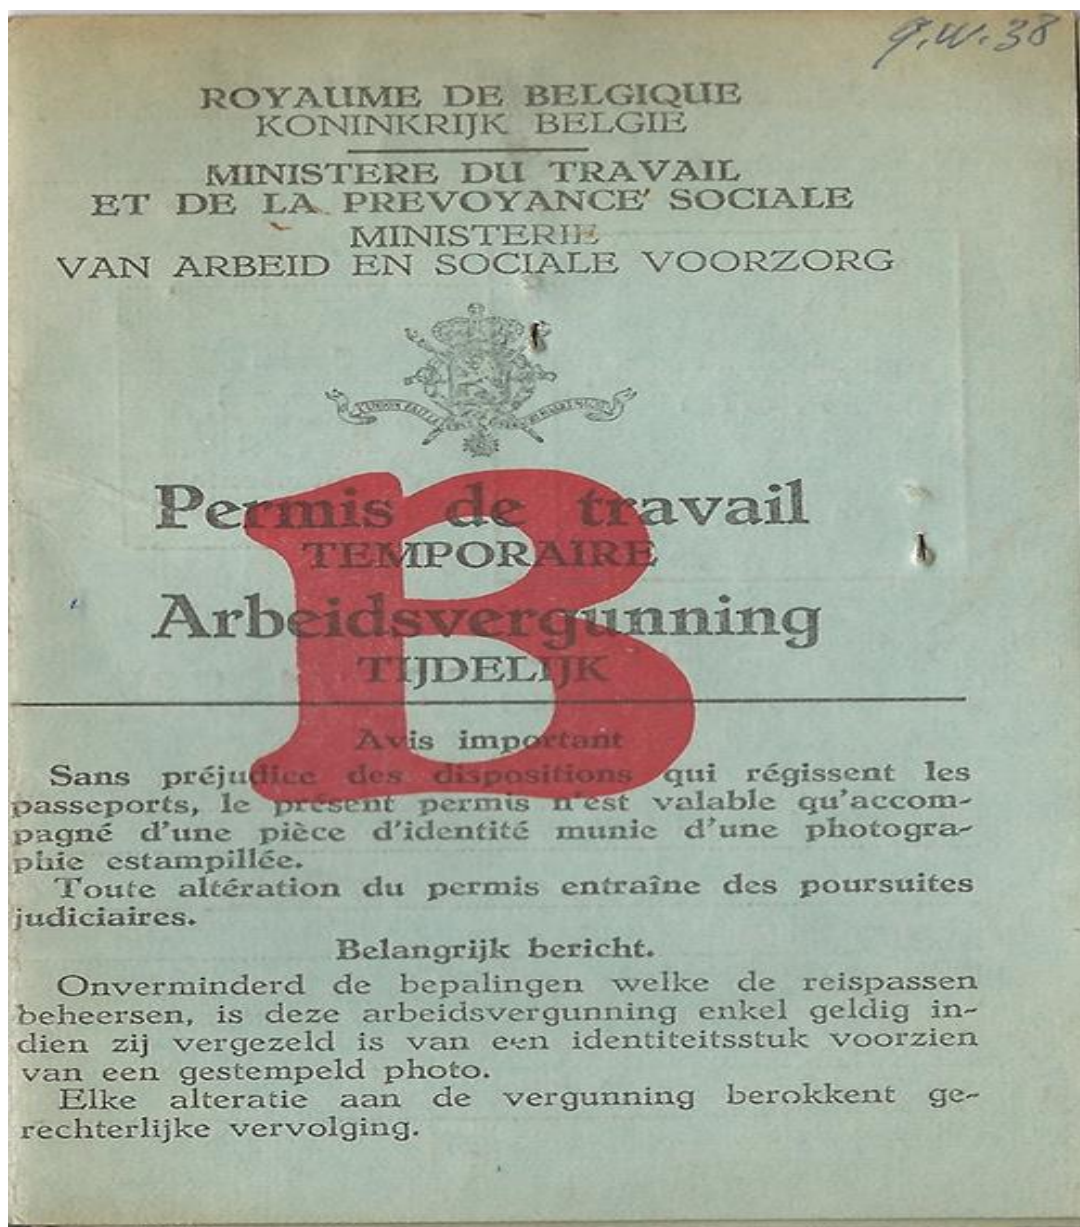 9.W.38
ROYAUME DE BELGIQUE
KONINKRIJK BELGIE
MINISTERE DU TRAVAIL
ET DE LA PREVOYANCE' SOCIALE
MINISTERIE
VAN ARBEID EN SOCIALE VOORZORG
B
Permis de travail
TEMPORAIRE
Arbeidsvergunning
TIJDELIJK
Avis important
Sans préjudice des dispositions qui régissent les
passeports, le présent permis n'est valable qu'accom-
pagné d'une pièce d'identité munie d'une photogra-
phie estampillée.
Toute altération du permis entraîne des poursuites
judiciaires.
Belangrijk bericht.
Onverminderd de bepalingen welke de reispassen
beheersen, is deze arbeidsvergunning enkel geldig in-
dien zij vergezeld is van een identiteitsstuk voorzien
van een gestempeld photo.
Elke alteratie aan de vergunning berokkent ge-
rechterlijke vervolging.